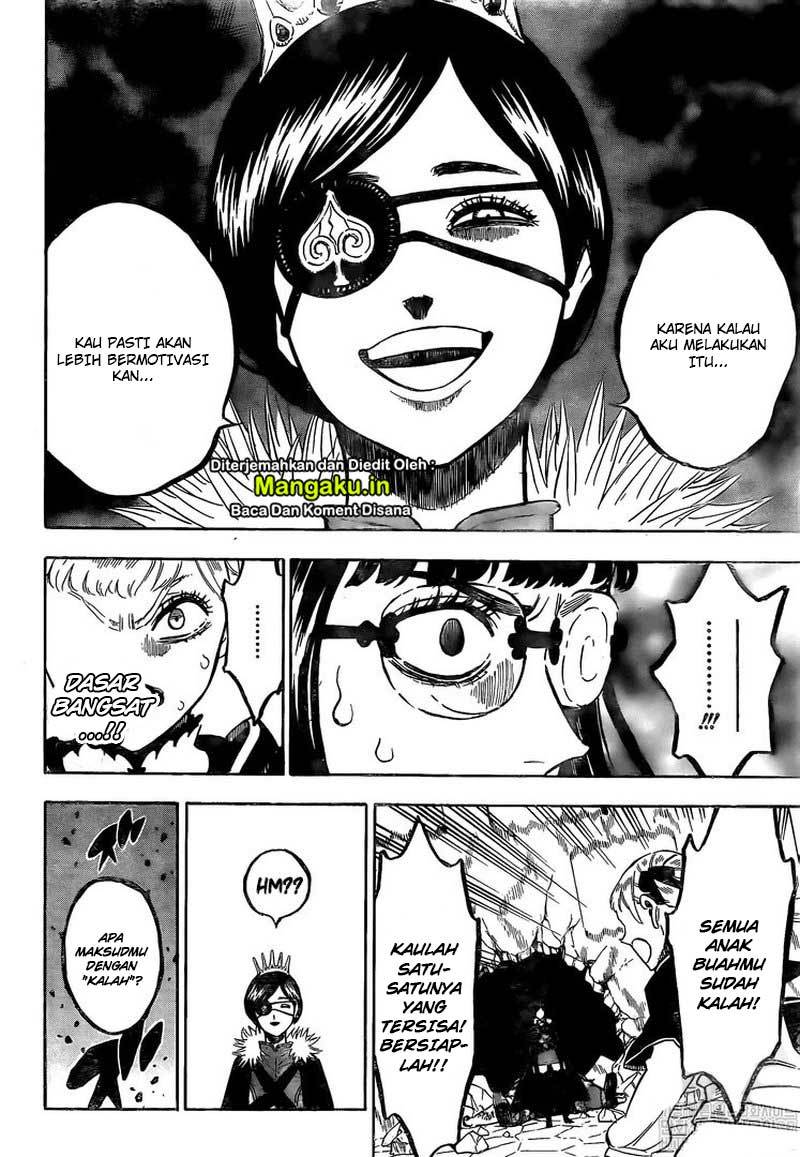 KARENA KALAU
AKU MELAKUKAN
ITU...
KAU PASTI AKAN
LEBIH BERMOTIVASI
KAN...
Diterjemahkan dan Diedit Oleh :
Mangaku.in
Baca Dan Koment Disana
........!!!
.........
DASAR
BANGSAT
...!!
SEMUA
ANAK
BUAHMU
SUDAH
KALAH!
KAULAH
SATU-
SATUNYA
YANG
TERSISA!
BERSIAP-
LAH!!
HM??
APA
MAKSUDMU
DENGAN
"KALAH"?